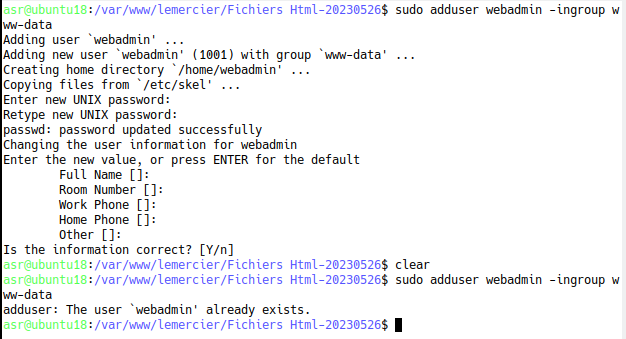 asr@ubuntu18:/var/www/lemercier/Fichiers Html-20230526$ sudo adduser webadmin -ingroup w
ww-data
Adding user `webadmin' ...
Adding new user `webadmin' (1001) with group `www-data' ...
Creating home directory `/home/webadmin' ...
Copying files from `/etc/skel' ...
Enter new UNIX password:
Retype new UNIX password:
passwd: password updated successfully
Changing the user information for webadmin
Enter the new value, or press ENTER for the default
        Full Name []:
        Room Number []:
        Work Phone []:
        Home Phone []:
        Other []:
Is the information correct? [Y/n]
asr@ubuntu18:/var/www/lemercier/Fichiers Html-20230526$ clear
asr@ubuntu18:/var/www/lemercier/Fichiers Html-20230526$ sudo adduser webadmin -ingroup w
ww-data
adduser: The user `webadmin' already exists.
asr@ubuntu18:/var/www/lemercier/Fichiers Html-20230526$